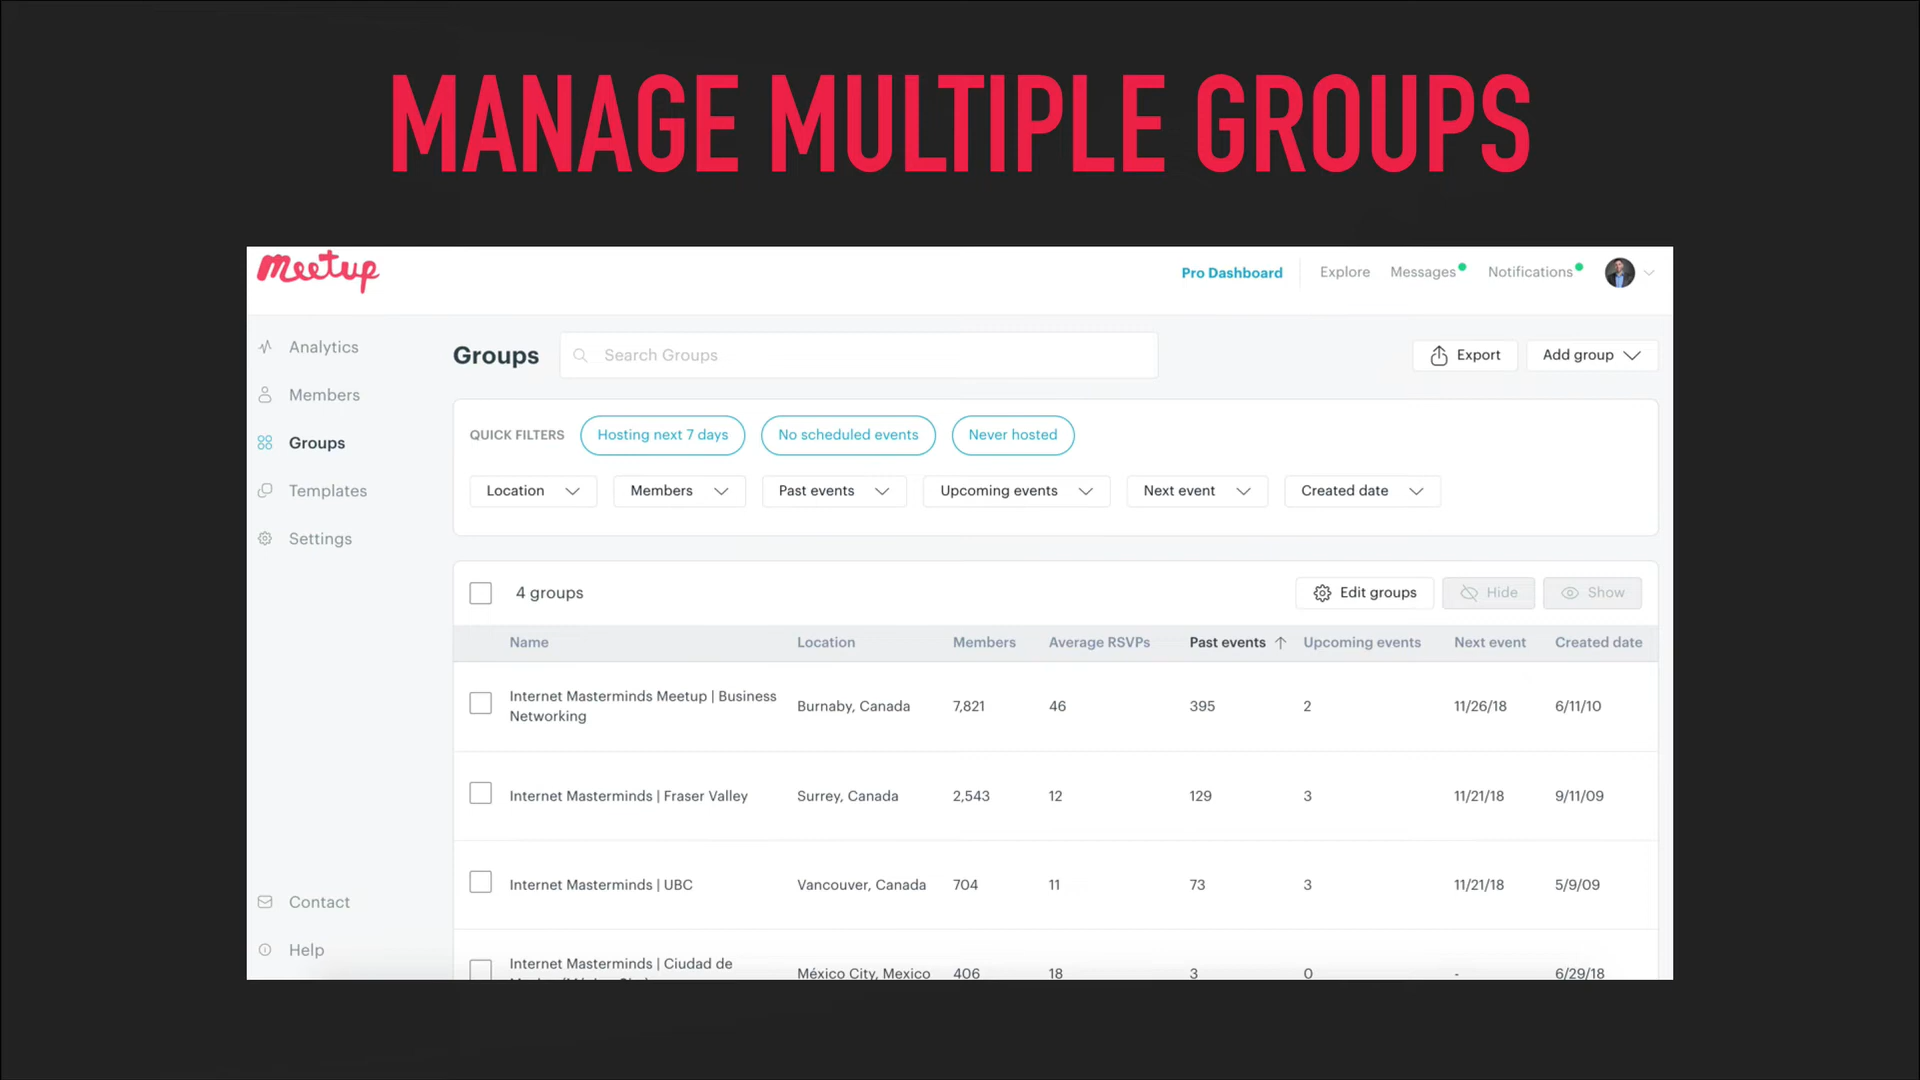 MANAGE MULTIPLE GROUPS
meetup
Pro Dashboard Explore Messages Notifications
Analytics
Members
Groups
Templates
Settings
Contact
Help
Groups Search Groups Export Add group
QUICK FILTERS Hosting next 7 days No scheduled events Never hosted
Location Members Past events Upcoming events Next event Created date
4 groups Edit groups Hide Show
Name Location Members Average RSVPs Past events Upcoming events Next event Created date
Internet Masterminds Meetup | Business
Networking
Burnaby, Canada 7,821 46 395 2 11/26/18 6/11/10
Internet Masterminds | Fraser Valley Surrey, Canada 2,543 12 129 3 11/21/18 9/11/09
Internet Masterminds | UBC Vancouver, Canada 704 11 73 3 11/21/18 5/9/09
Internet Masterminds | Ciudad de
México City, Mexico 406 18 3 0 - 6/29/18